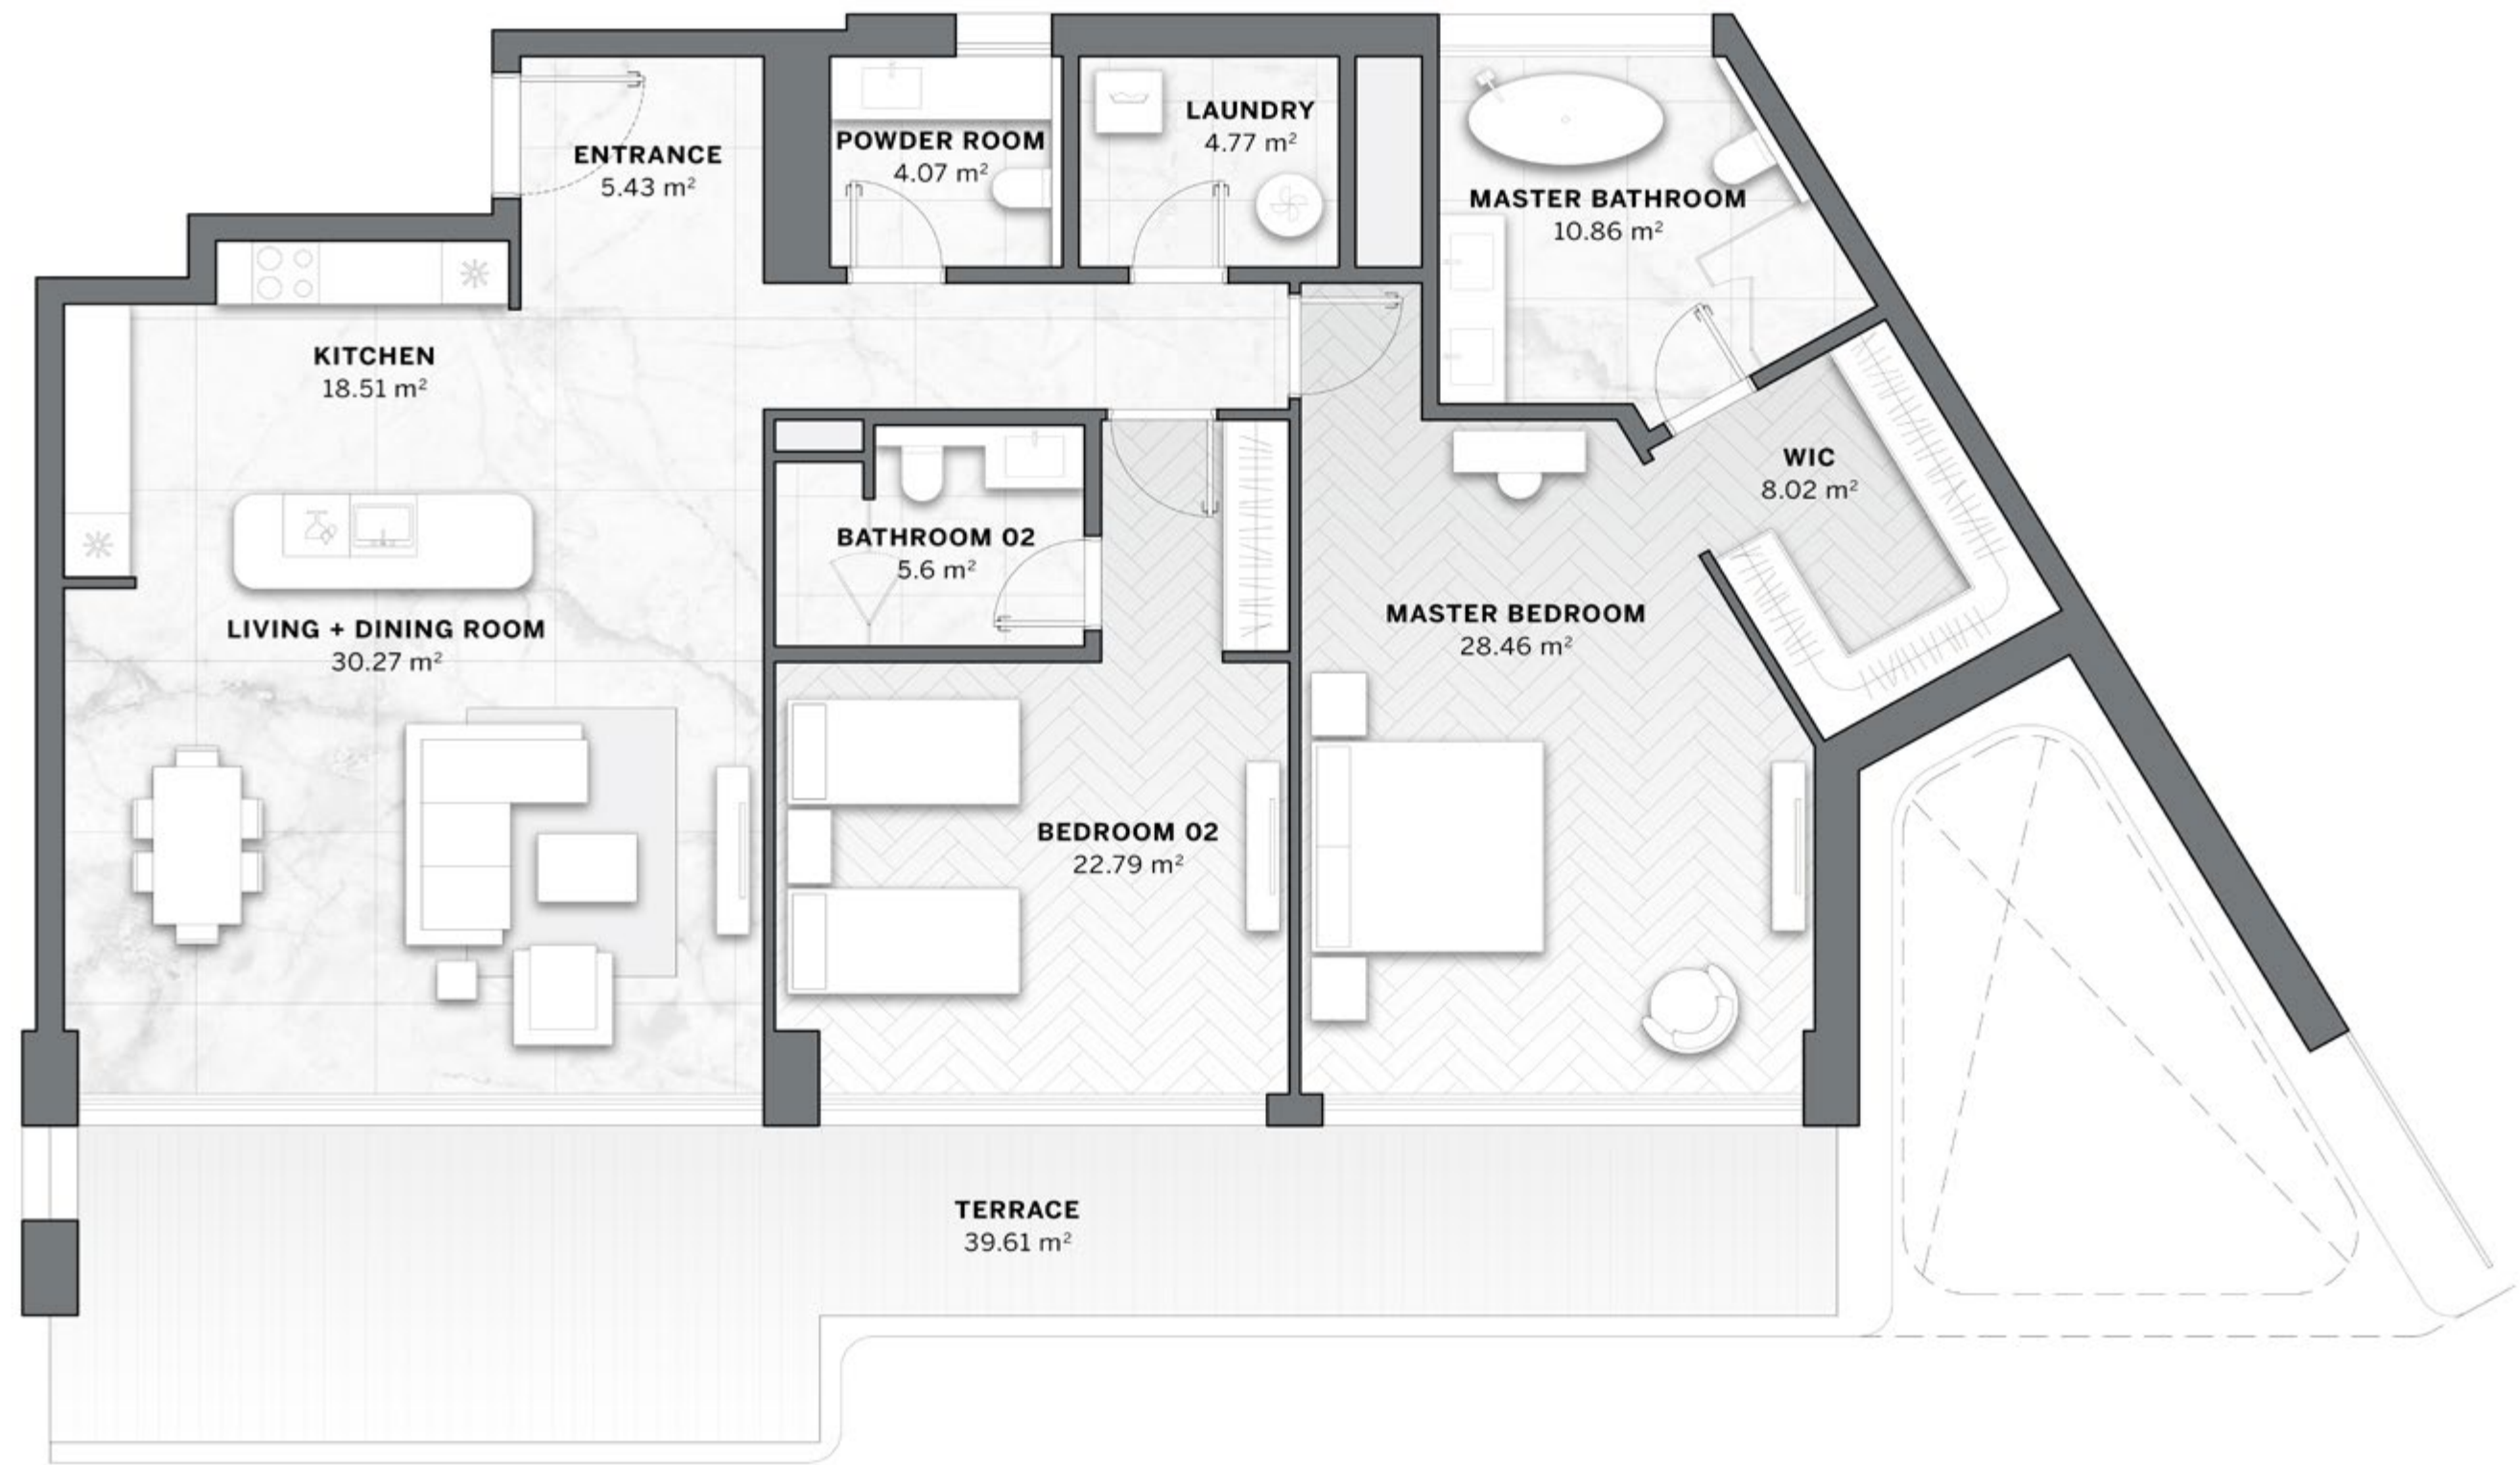 ENTRANCE
5.43 m²
POWDER ROOM
4.07 m²
LAUNDRY
4.77 m²
MASTER BATHROOM
10.86 m²
KITCHEN
18.51 m²
WIC
8.02 m²
BATHROOM 02
5.6 m²
LIVING + DINING ROOM
30.27 m²
MASTER BEDROOM
28.46 m²
BEDROOM 02
22.79 m²
TERRACE
39.61 m²